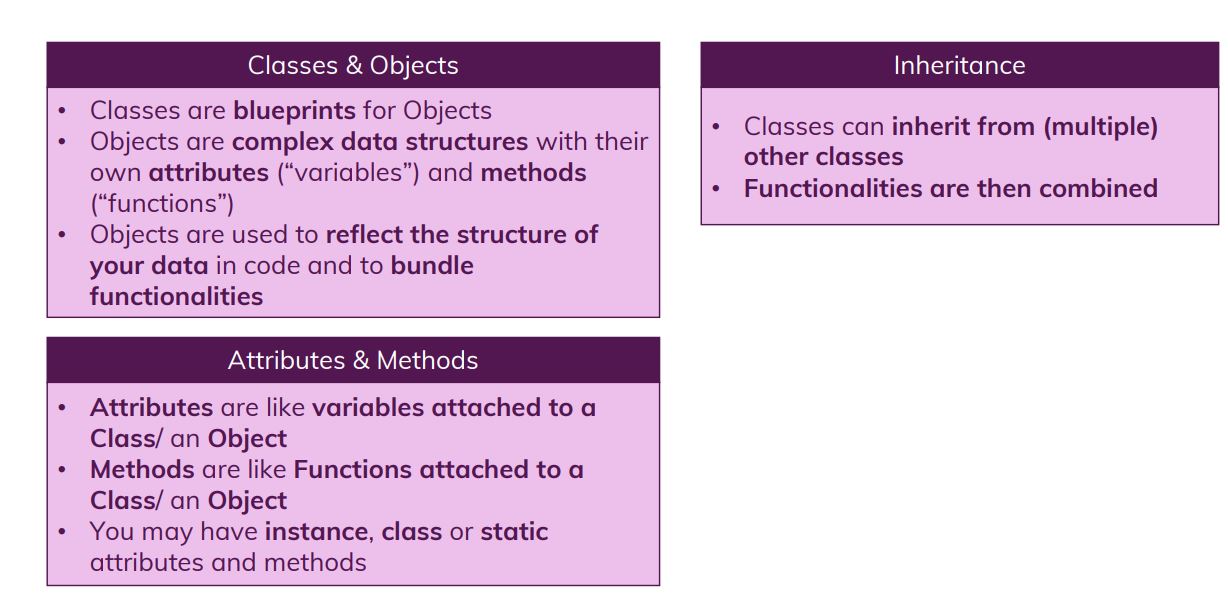 Classes & Objects
• Classes are blueprints for Objects
• Objects are complex data structures with their
own attributes (“variables”) and methods
(“functions”)
• Objects are used to reflect the structure of
your data in code and to bundle
functionalities
Attributes & Methods
• Attributes are like variables attached to a
Class/ an Object
• Methods are like Functions attached to a
Class/ an Object
• You may have instance, class or static
attributes and methods
Inheritance
• Classes can inherit from (multiple)
other classes
• Functionalities are then combined